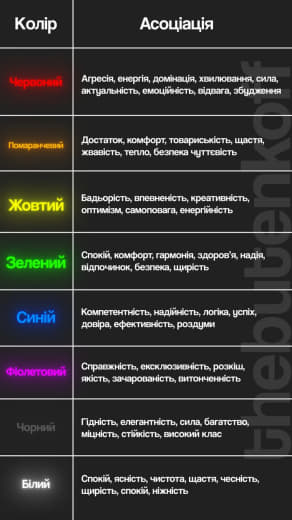 Колір
Асоціація
Червоний
Агресія, енергія, домінація, хвилювання, сила,
актуальність, емоційність, відвага, збудження
Помаранчевий
Достаток, комфорт, товариськість, щастя,
жвавість, тепло, безпека чуттєвість
Жовтий
Бадьорість, впевненість, креативність,
оптимізм, самоповага, енергійність
Зелений
Спокій, комфорт, гармонія, здоров'я, надія,
відпочинок, безпека, щирість
Синій
Компетентність, надійність, логіка, успіх,
довіра, ефективність, роздуми
Фіолетовий
Справжність, ексклюзивність, розкіш,
якість, зачарованість, витонченність
Чорний
Гідність, елегантність, сила, багатство,
міцність, стійкість, високий клас
Білий
Спокій, ясність, чистота, щастя, чесність,
щирість, спокій, ніжність
thebutenkoff